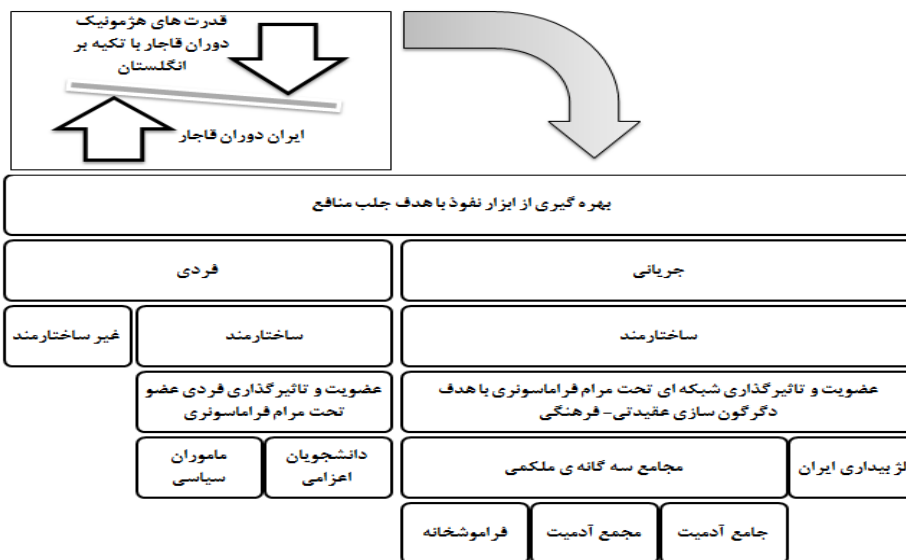 قدرت های هژمونیک
دوران قاجار با تکیه بر
انگلستان
ایران دوران قاجار
بهره گیری از ابزار نفوذ با هدف جلب منافع
جریانی
فردی
ساختارمند
ساختارمند
غیر ساختارمند
عضویت و تاثیرگذاری شبکه ای تحت مرام فراماسونری با هدف
دگرگون سازی عقیدتی- فرهنگی
عضویت و تاثیرگذاری فردی عضو
تحت مرام فراماسونری
لژ بیداری ایران
مجامع سه گانه ی ملکمی
دانشجویان
اعزامی
ماموران
سیاسی
جامع آدمیت
مجمع آدمیت
فراموشخانه